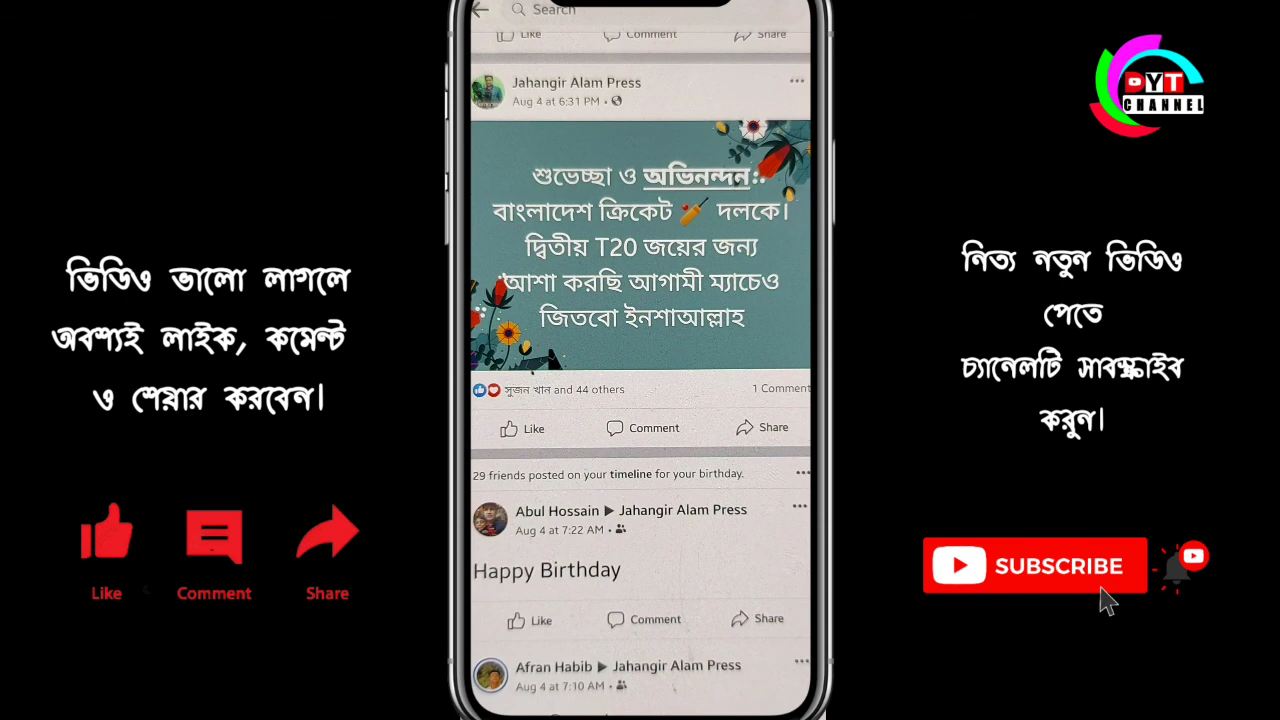 Search
Like Comment Share
Jahangir Alam Press
Aug 4 at 6:31 PM
শুভেচ্ছা ও অভিনন্দন::
বাংলাদেশ ক্রিকেট 🏏 দলকে।
দ্বিতীয় T20 জয়ের জন্য
আশা করছি আগামী ম্যাচেও
জিতবো ইনশাআল্লাহ
সুজন খান and 44 others 1 Comment
Like Comment Share
29 friends posted on your timeline for your birthday.
Abul Hossain ▶ Jahangir Alam Press
Aug 4 at 7:22 AM
Happy Birthday
Like Comment Share
Afran Habib ▶ Jahangir Alam Press
Aug 4 at 7:10 AM
ভিডিও ভালো লাগলে
অবশ্যই লাইক, কমেন্ট
ও শেয়ার করবেন।
Like Comment Share
DYT
CHANNEL
নিত্য নতুন ভিডিও
পেতে
চ্যানেলটি সাবস্ক্রাইব
করুন।
SUBSCRIBE